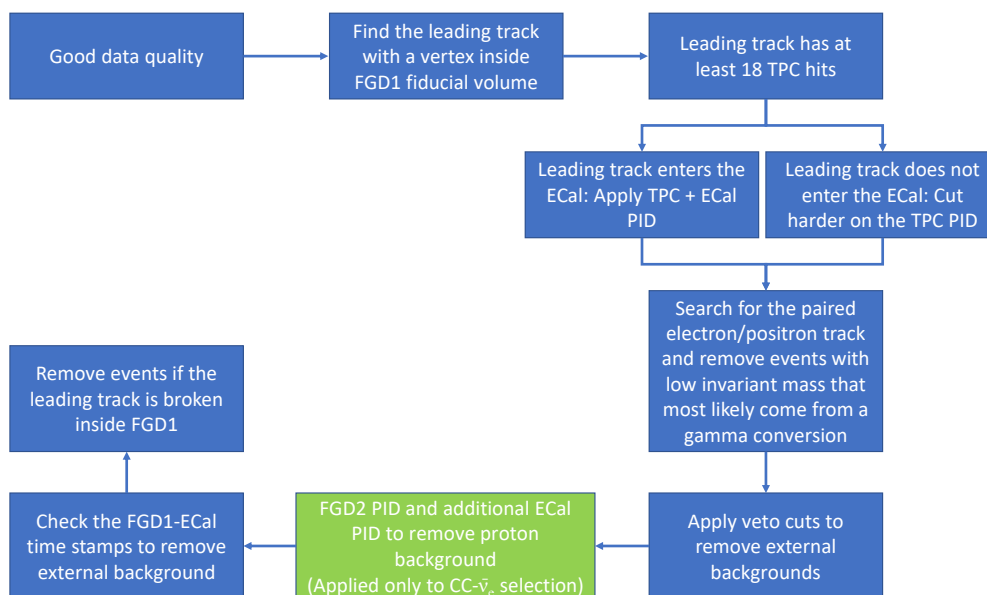 Good data quality
Find the leading track
with a vertex inside
FGD1 fiducial volume
Leading track has at
least 18 TPC hits
Leading track enters the
ECal: Apply TPC + ECal
PID
Leading track does not
enter the ECal: Cut
harder on the TPC PID
Search for the paired
electron/positron track
and remove events with
low invariant mass that
most likely come from a
gamma conversion
Apply veto cuts to
remove external
backgrounds
FGD2 PID and additional ECal
PID to remove proton
background
(Applied only to CC-ν̄ₑ selection)
Check the FGD1-ECal
time stamps to remove
external background
Remove events if the
leading track is broken
inside FGD1